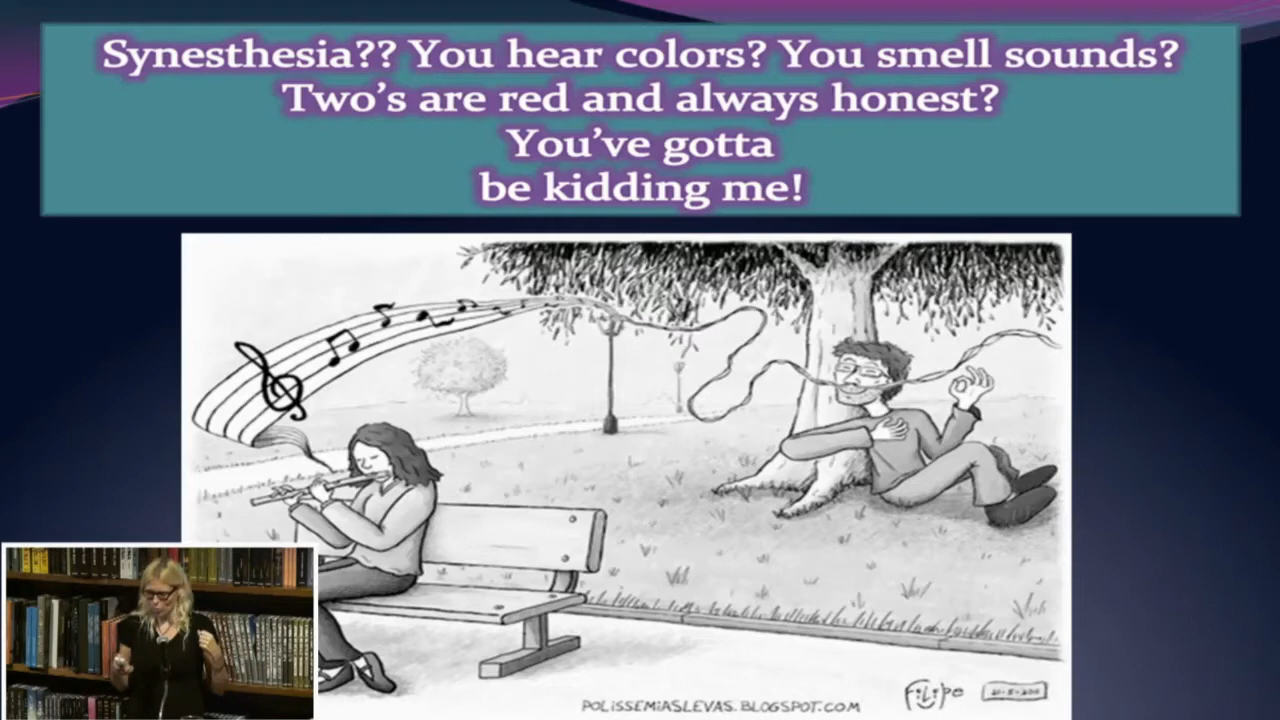 Synesthesia?? You hear colors? You smell sounds?
Two's are red and always honest?
You've gotta
be kidding me!
POLISSEMIASLEVAS.BLOGSPOT.COM
Filipe